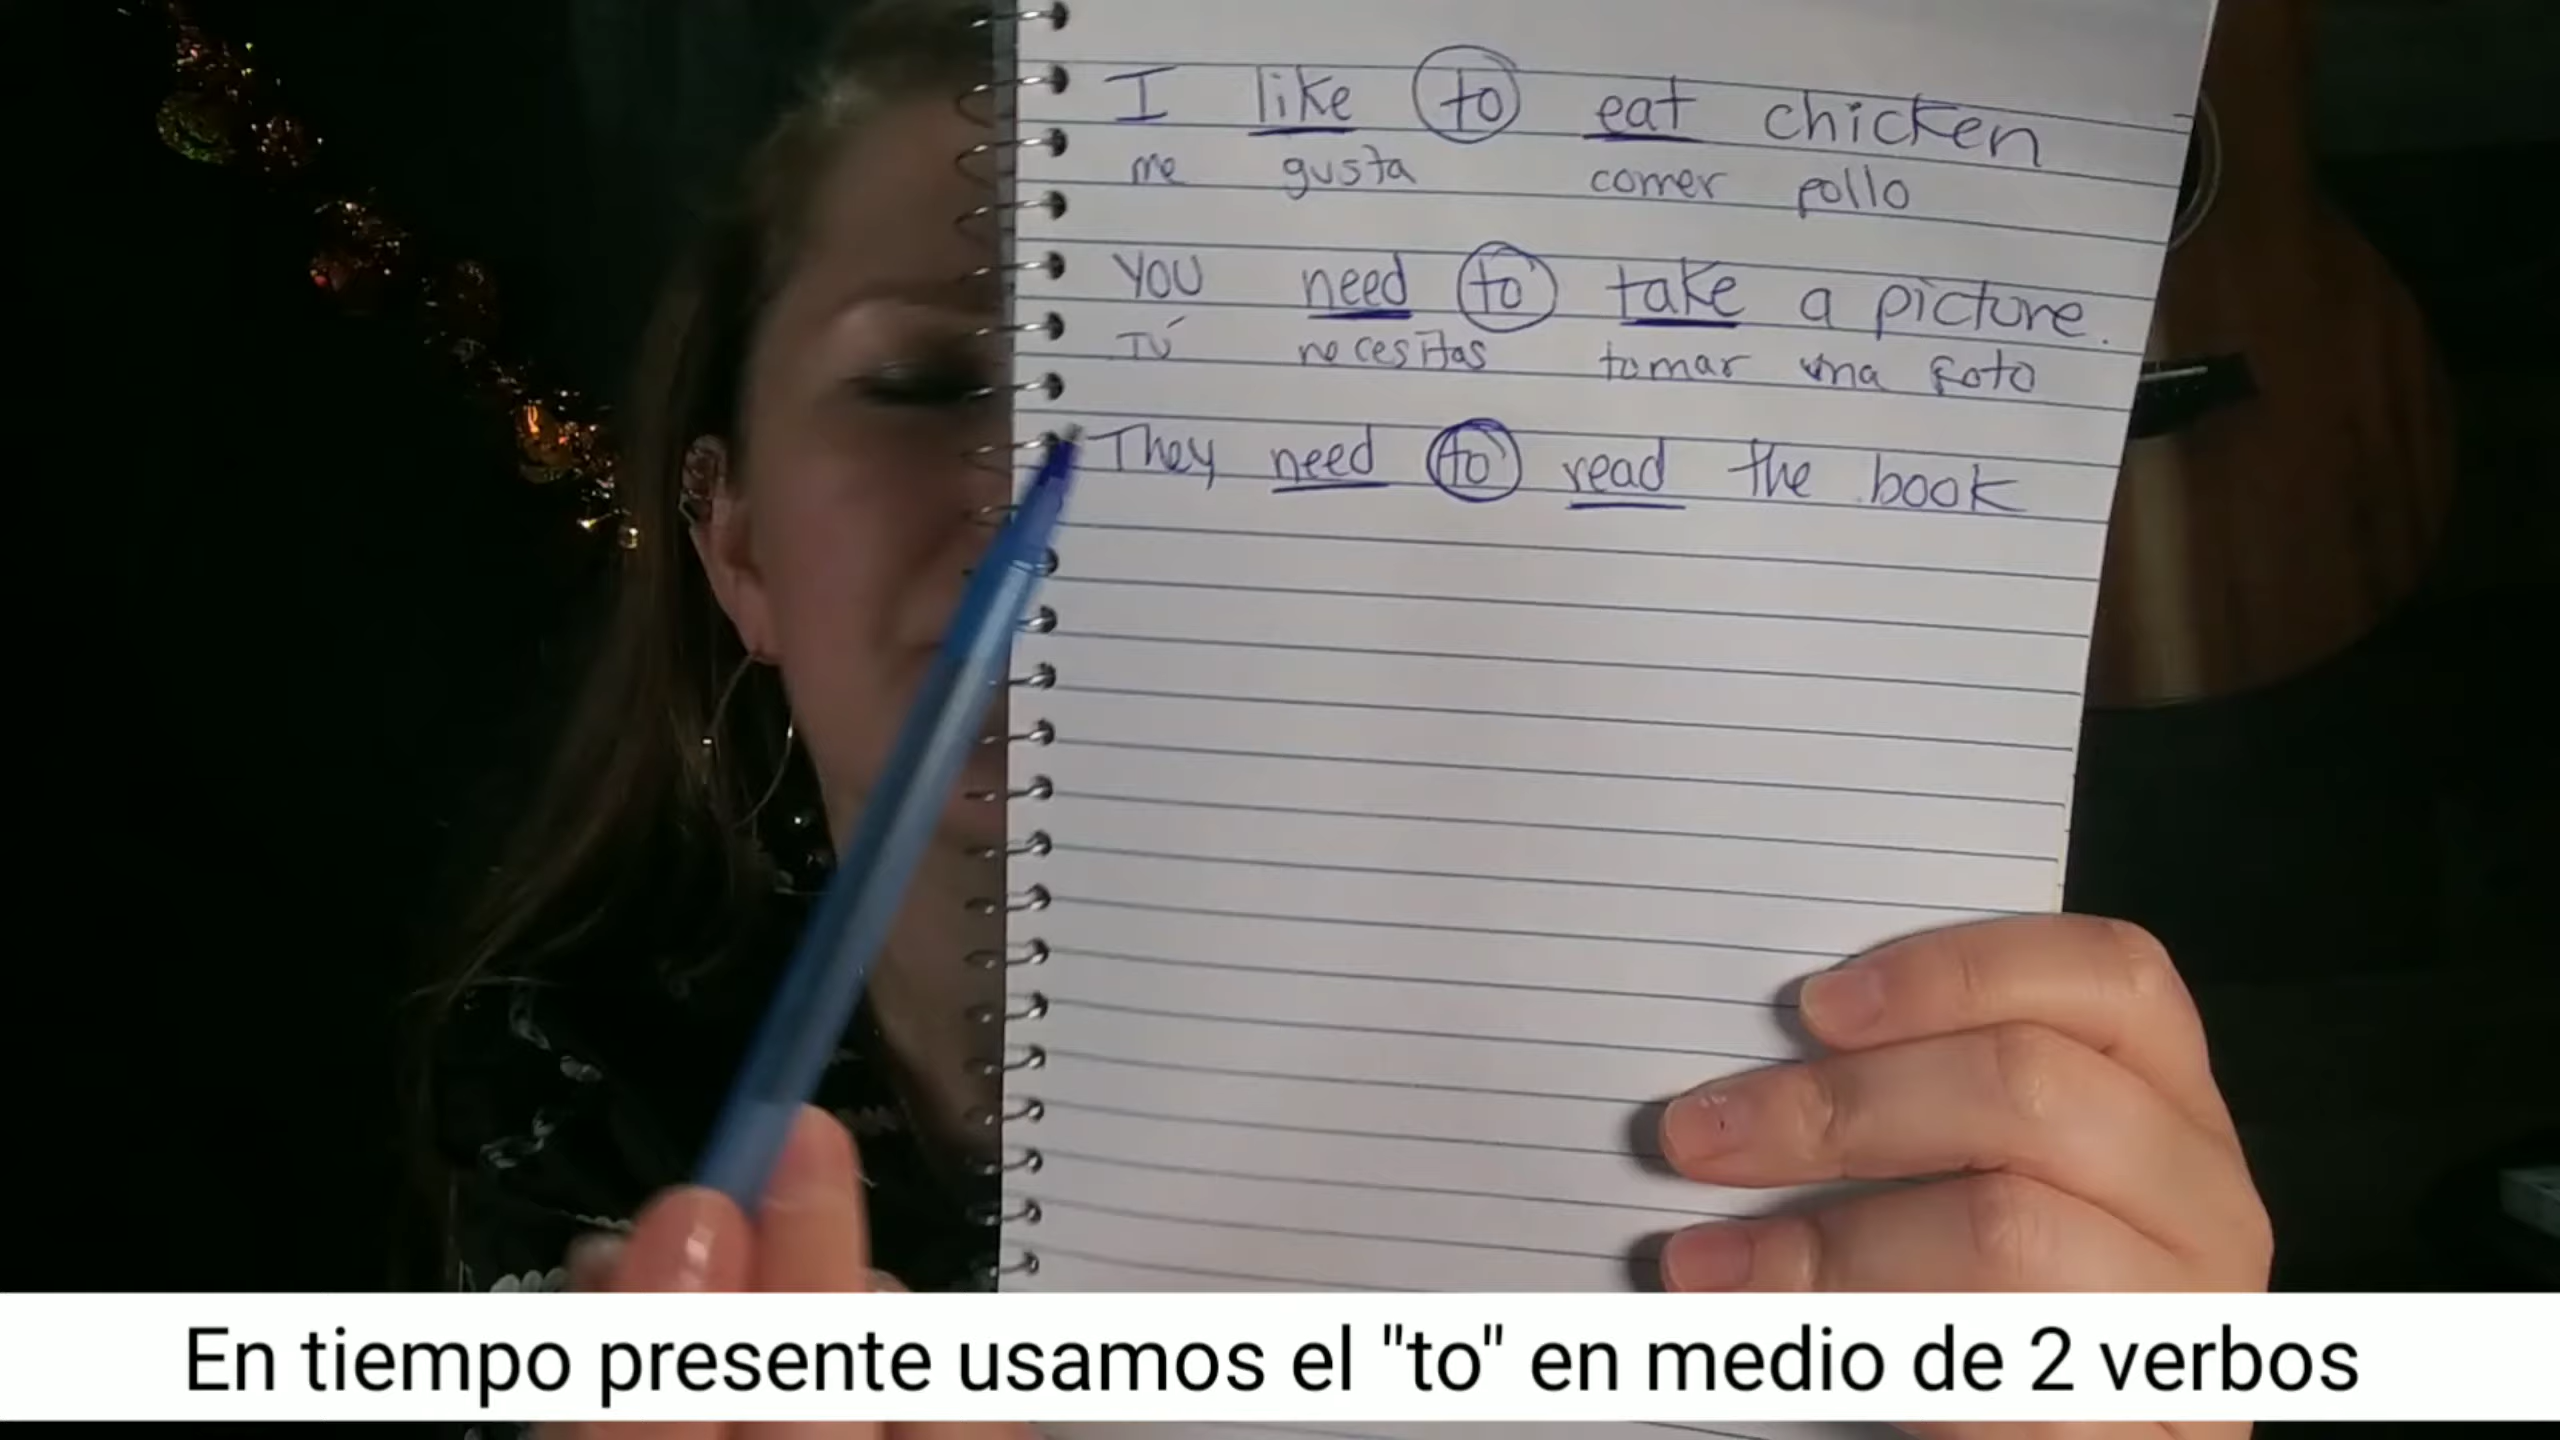 I like to eat chicken
me gusta comer pollo
YOU need to take a picture.
TÚ necesitas tomar una foto
They need to read the book
En tiempo presente usamos el "to" en medio de 2 verbos